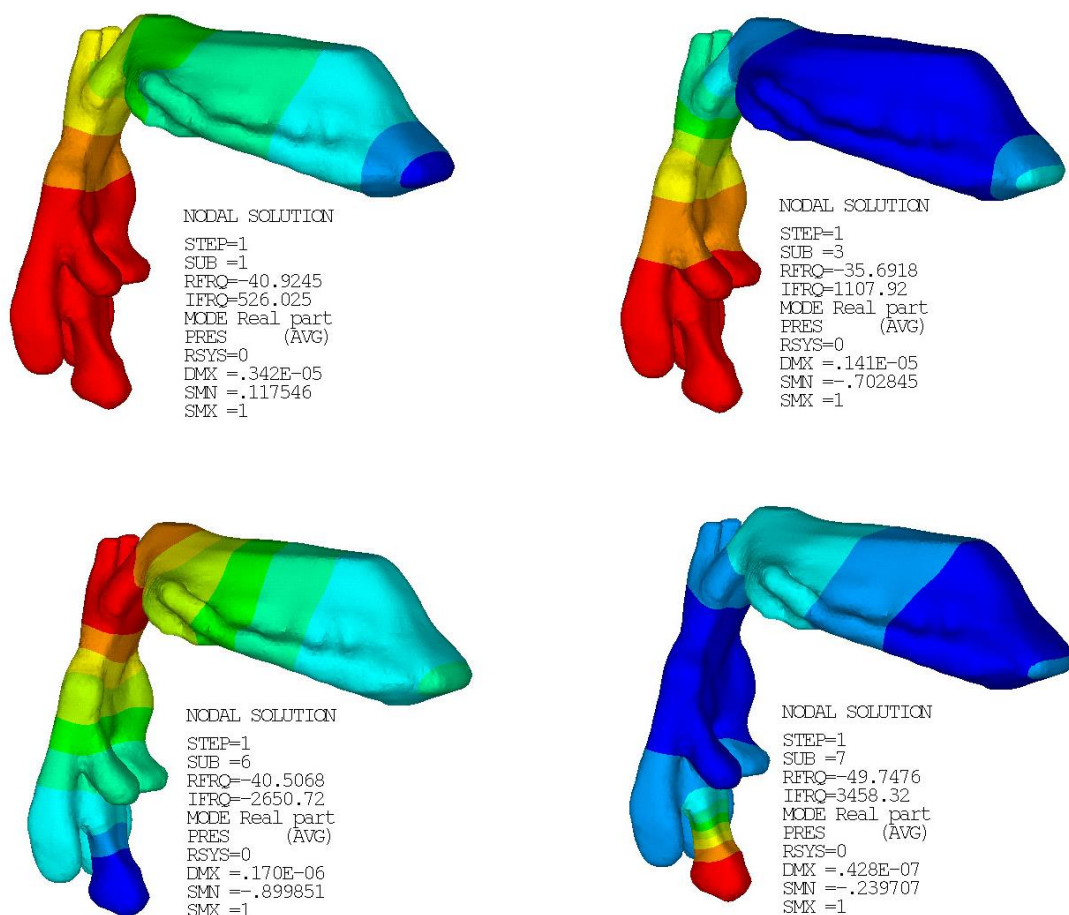 NODAL SOLUTION
STEP=1
SUB =1
RFRQ=-40.9245
IFRQ=526.025
MODE Real part
PRES (AVG)
RSYS=0
DMX =.342E-05
SMN =.117546
SMX =1
NODAL SOLUTION
STEP=1
SUB =3
RFRQ=-35.6918
IFRQ=1107.92
MODE Real part
PRES (AVG)
RSYS=0
DMX =.141E-05
SMN =-.702845
SMX =1
NODAL SOLUTION
STEP=1
SUB =6
RFRQ=-40.5068
IFRQ=-2650.72
MODE Real part
PRES (AVG)
RSYS=0
DMX =.170E-06
SMN =-.899851
SMX =1
NODAL SOLUTION
STEP=1
SUB =7
RFRQ=-49.7476
IFRQ=3458.32
MODE Real part
PRES (AVG)
RSYS=0
DMX =.428E-07
SMN =-.239707
SMX =1